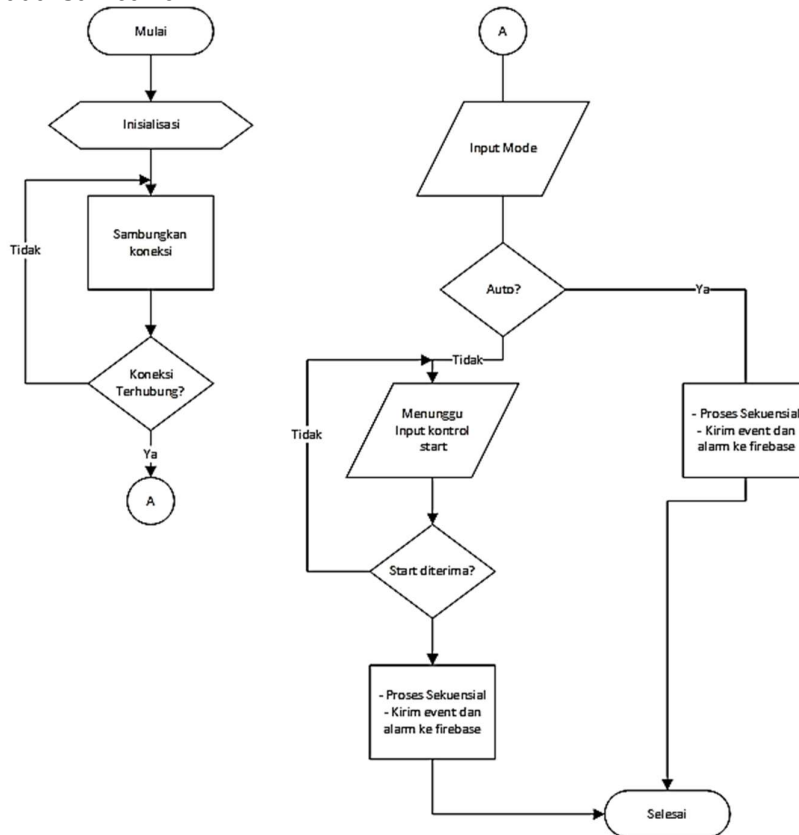 Mulai
Inisialisasi
Sambungkan
koneksi
Tidak
Koneksi
Terhubung?
Ya
A
A
Input Mode
Auto?
Ya
Tidak
Menunggu
Input kontrol
start
Tidak
Start diterima?
- Proses Sekuensial
- Kirim event dan
alarm ke firebase
- Proses Sekuensial
- Kirim event dan
alarm ke firebase
Selesai